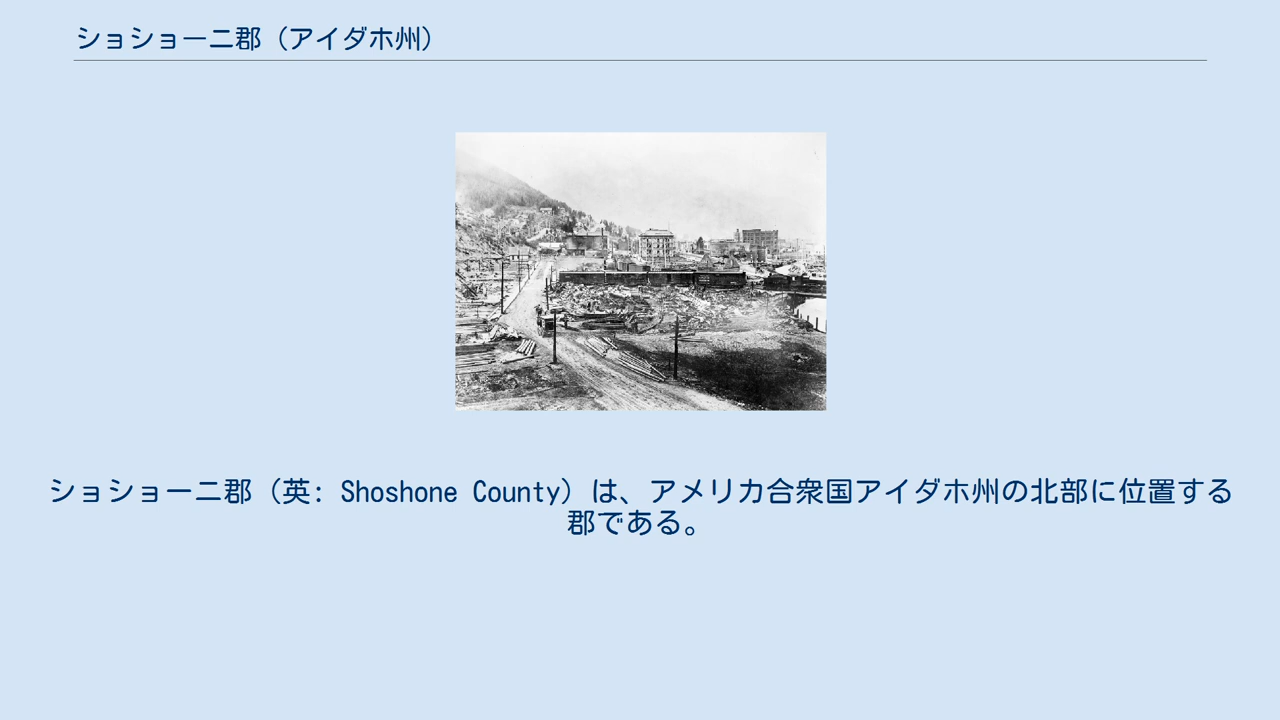 ショショーニ郡（アイダホ州）
ショショーニ郡（英: Shoshone County）は、アメリカ合衆国アイダホ州の北部に位置する
郡である。